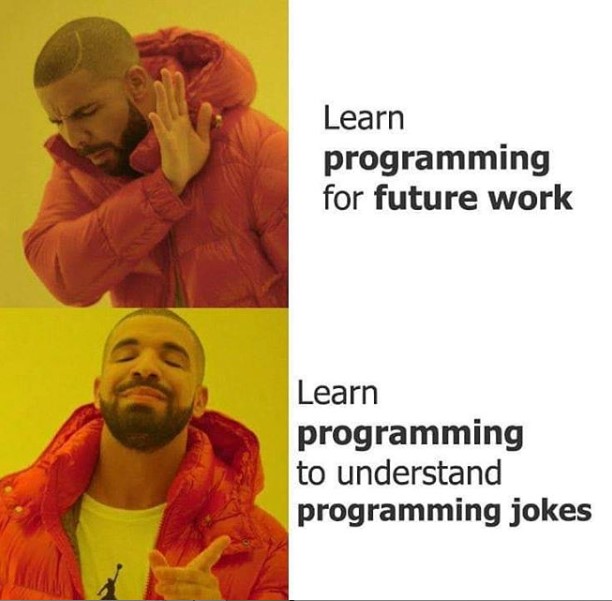 Learn
programming
for future work
Learn
programming
to understand
programming jokes